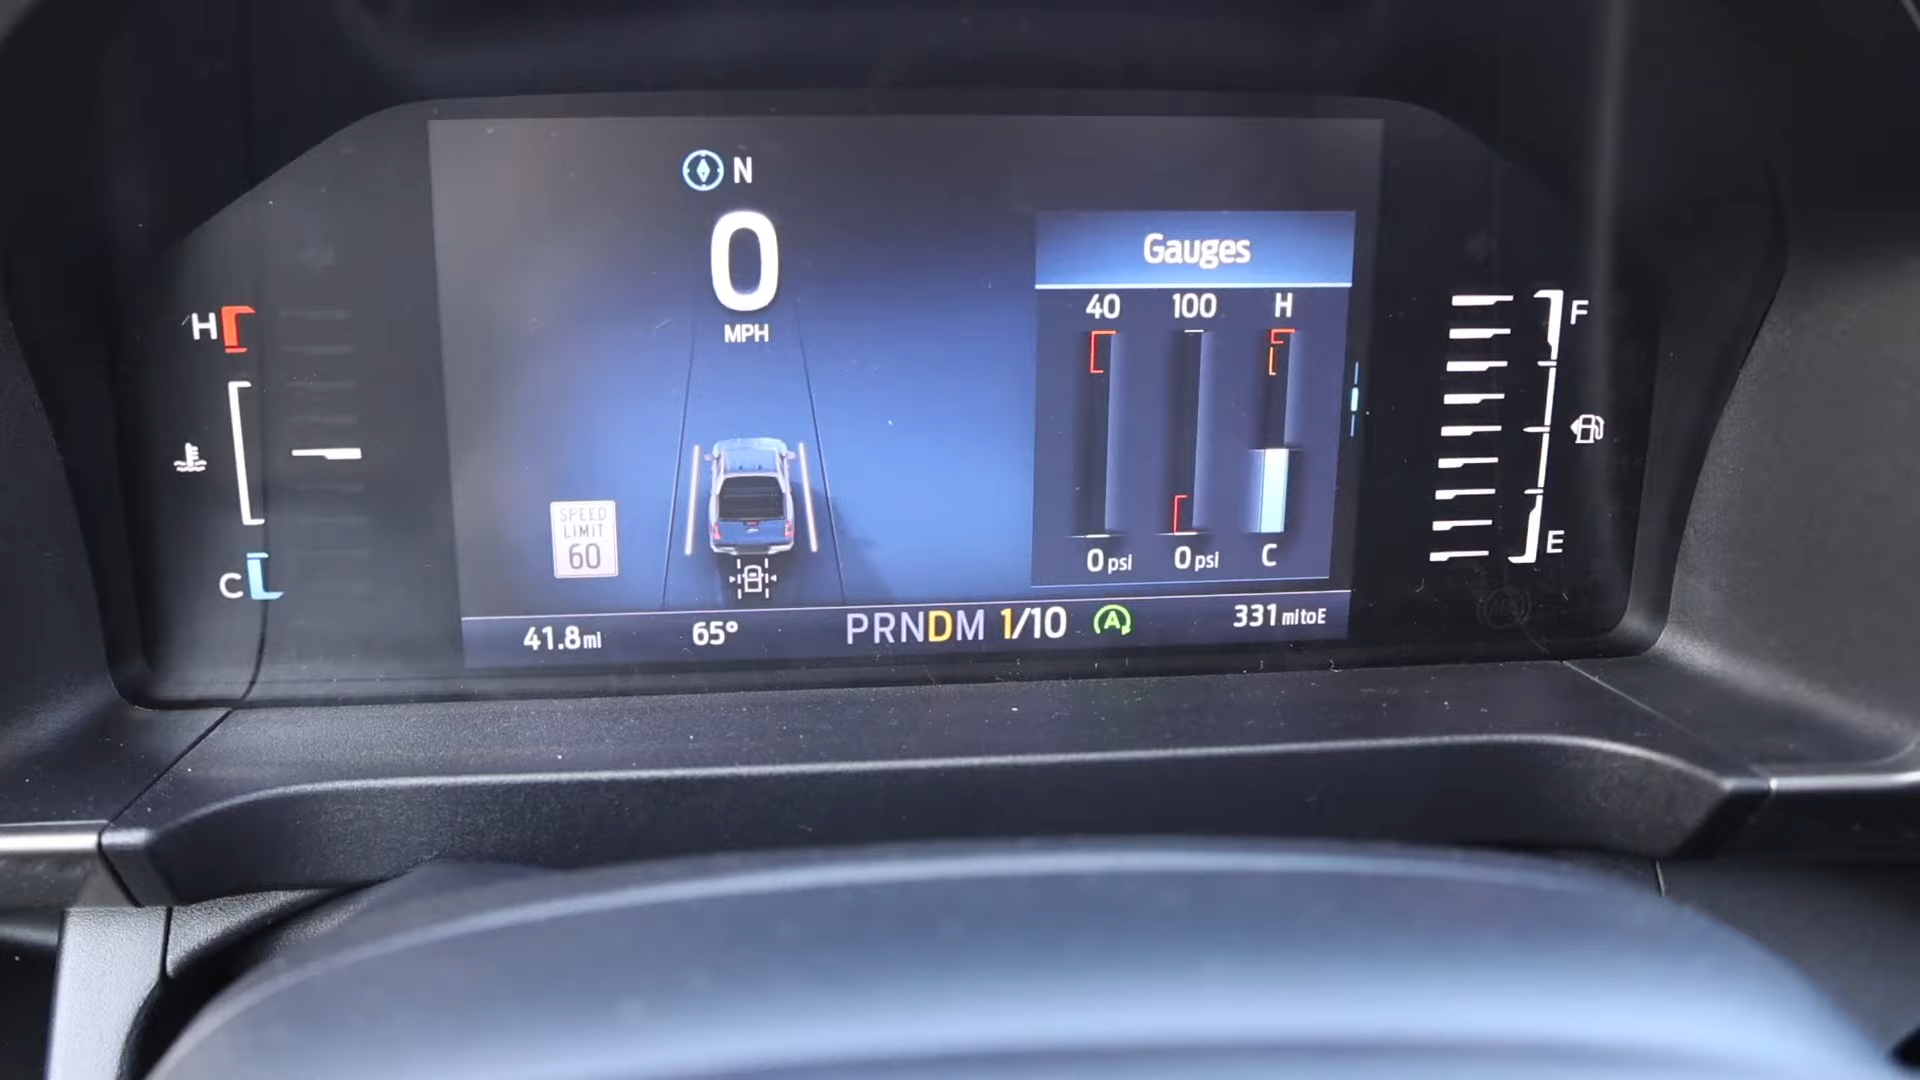 N
0
MPH
H
C
SPEED
LIMIT
60
Gauges
40 100 H
0 psi 0 psi C
F
E
41.8 mi 65° PRNDM 1/10 A 331 mi to E